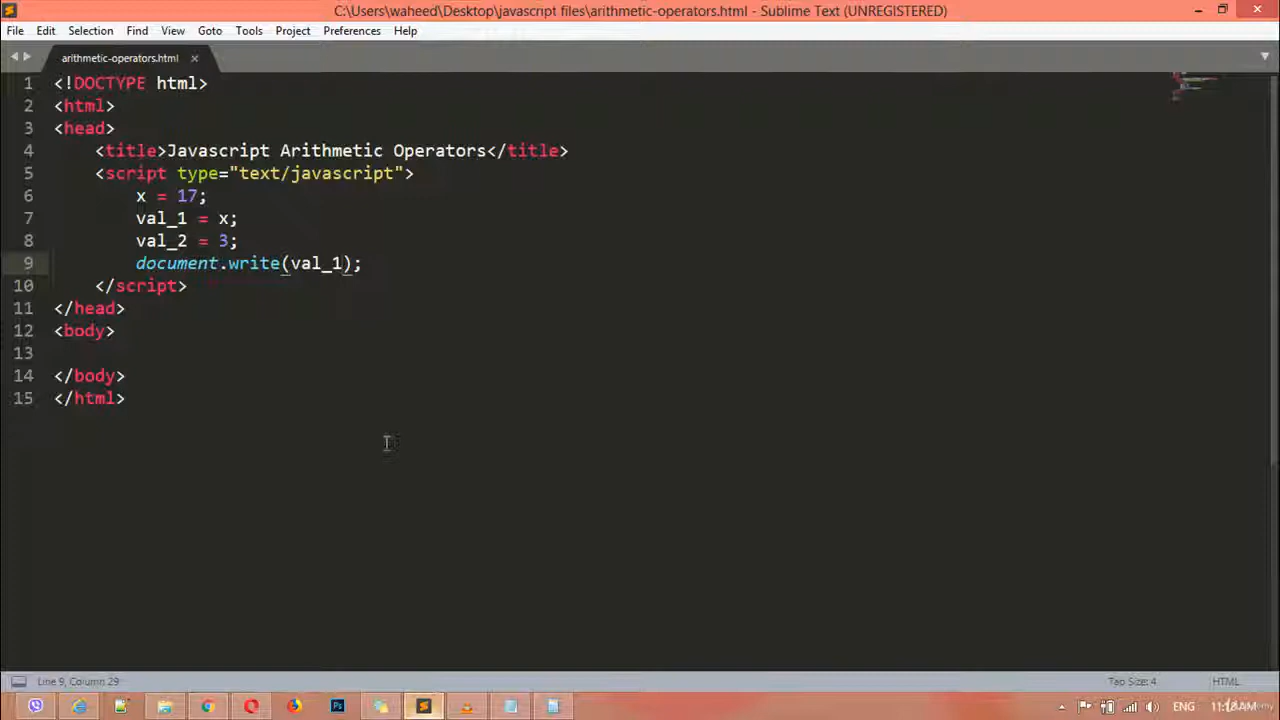 C:\Users\waheed\Desktop\javascript files\arithmetic-operators.html - Sublime Text (UNREGISTERED)
File Edit Selection Find View Goto Tools Project Preferences Help
arithmetic-operators.html
1 <!DOCTYPE html>
2 <html>
3 <head>
4 <title>Javascript Arithmetic Operators</title>
5 <script type="text/javascript">
6 x = 17;
7 val_1 = x;
8 val_2 = 3;
9 document.write(val_1);
10 </script>
11 </head>
12 <body>
13
14 </body>
15 </html>
Line 9, Column 29 Tab Size: 4 HTML
ENG